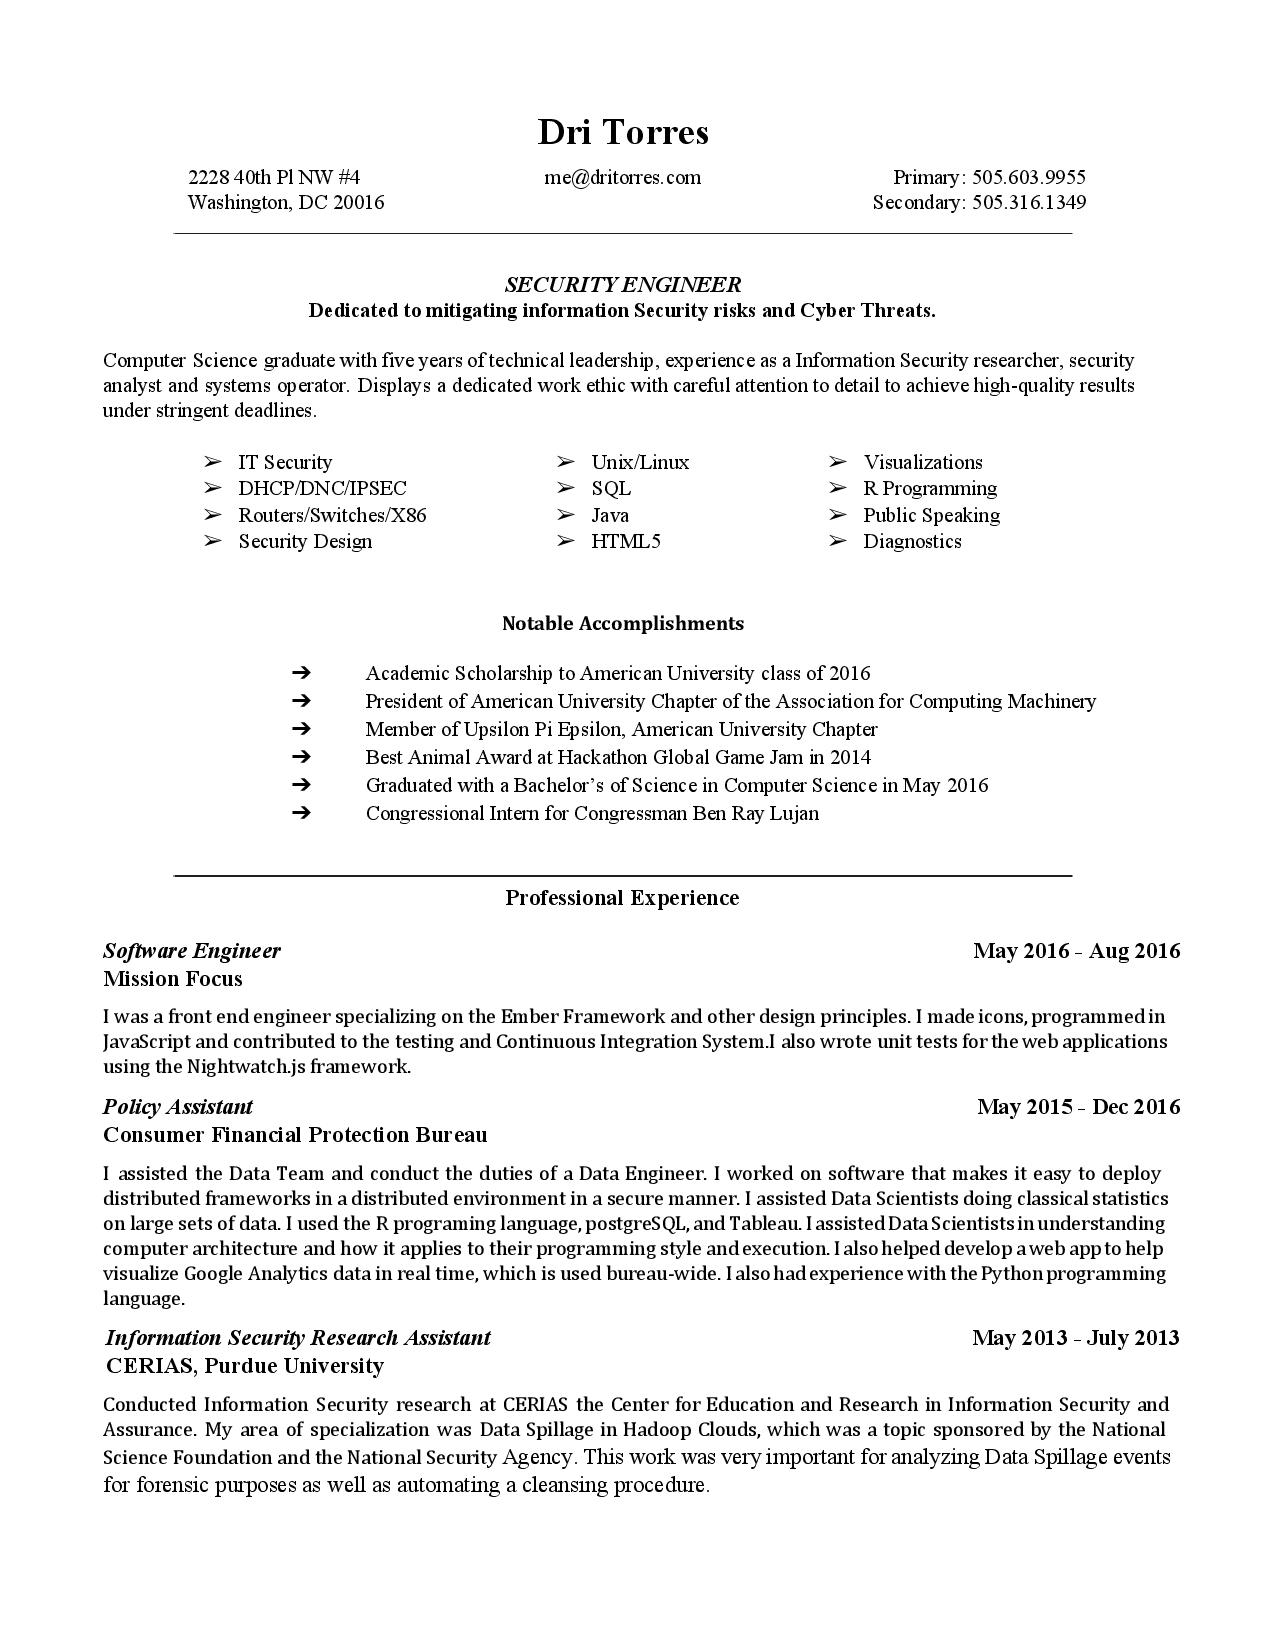 Dri Torres
2228 40th Pl NW #4 me@dritorres.com Primary: 505.603.9955
Washington, DC 20016 Secondary: 505.316.1349
SECURITY ENGINEER
Dedicated to mitigating information Security risks and Cyber Threats.
Computer Science graduate with five years of technical leadership, experience as a Information Security researcher, security
analyst and systems operator. Displays a dedicated work ethic with careful attention to detail to achieve high-quality results
under stringent deadlines.
➢ IT Security ➢ Unix/Linux ➢ Visualizations
➢ DHCP/DNC/IPSEC ➢ SQL ➢ R Programming
➢ Routers/Switches/X86 ➢ Java ➢ Public Speaking
➢ Security Design ➢ HTML5 ➢ Diagnostics
Notable Accomplishments
➔ Academic Scholarship to American University class of 2016
➔ President of American University Chapter of the Association for Computing Machinery
➔ Member of Upsilon Pi Epsilon, American University Chapter
➔ Best Animal Award at Hackathon Global Game Jam in 2014
➔ Graduated with a Bachelor’s of Science in Computer Science in May 2016
➔ Congressional Intern for Congressman Ben Ray Lujan
Professional Experience
Software Engineer May 2016 - Aug 2016
Mission Focus
I was a front end engineer specializing on the Ember Framework and other design principles. I made icons, programmed in
JavaScript and contributed to the testing and Continuous Integration System.I also wrote unit tests for the web applications
using the Nightwatch.js framework.
Policy Assistant May 2015 - Dec 2016
Consumer Financial Protection Bureau
I assisted the Data Team and conduct the duties of a Data Engineer. I worked on software that makes it easy to deploy
distributed frameworks in a distributed environment in a secure manner. I assisted Data Scientists doing classical statistics
on large sets of data. I used the R programing language, postgreSQL, and Tableau. I assisted Data Scientists in understanding
computer architecture and how it applies to their programming style and execution. I also helped develop a web app to help
visualize Google Analytics data in real time, which is used bureau-wide. I also had experience with the Python programming
language.
Information Security Research Assistant May 2013 - July 2013
CERIAS, Purdue University
Conducted Information Security research at CERIAS the Center for Education and Research in Information Security and
Assurance. My area of specialization was Data Spillage in Hadoop Clouds, which was a topic sponsored by the National
Science Foundation and the National Security Agency. This work was very important for analyzing Data Spillage events
for forensic purposes as well as automating a cleansing procedure.